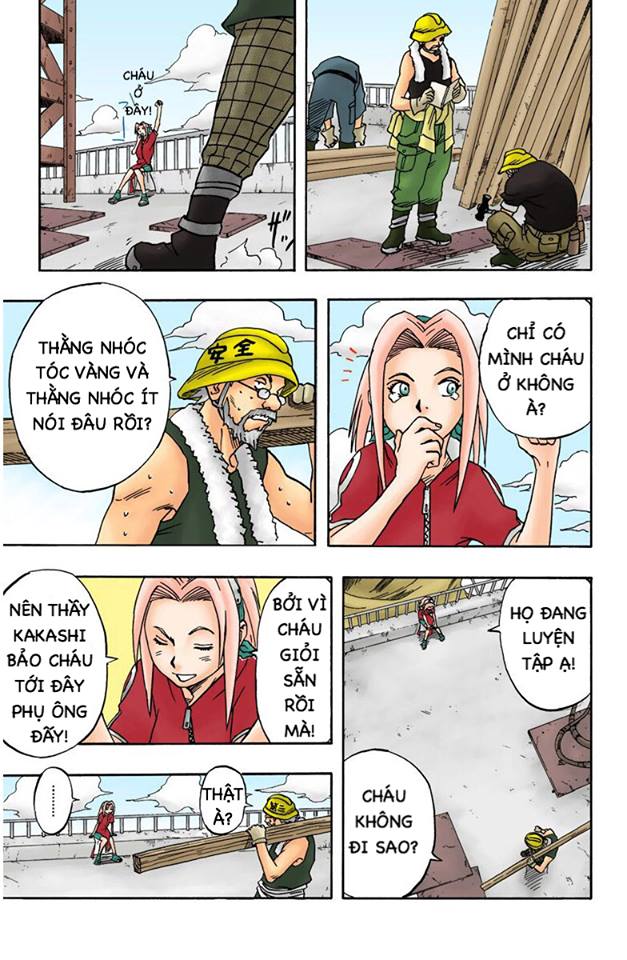 CHÁU
Ở
ĐÂY!
CHỈ CÓ
MÌNH CHÁU
Ở KHÔNG
À?
安全
THẰNG NHÓC
TÓC VÀNG VÀ
THẰNG NHÓC ÍT
NÓI ĐÂU RỒI?
HỌ ĐANG
LUYỆN
TẬP Ạ!
CHÁU
KHÔNG
ĐI SAO?
BỞI VÌ
CHÁU
GIỎI
SẴN
RỒI
MÀ!
NÊN THẦY
KAKASHI
BẢO CHÁU
TỚI ĐÂY
PHỤ ÔNG
ĐẤY!
THẬT
À?
.........